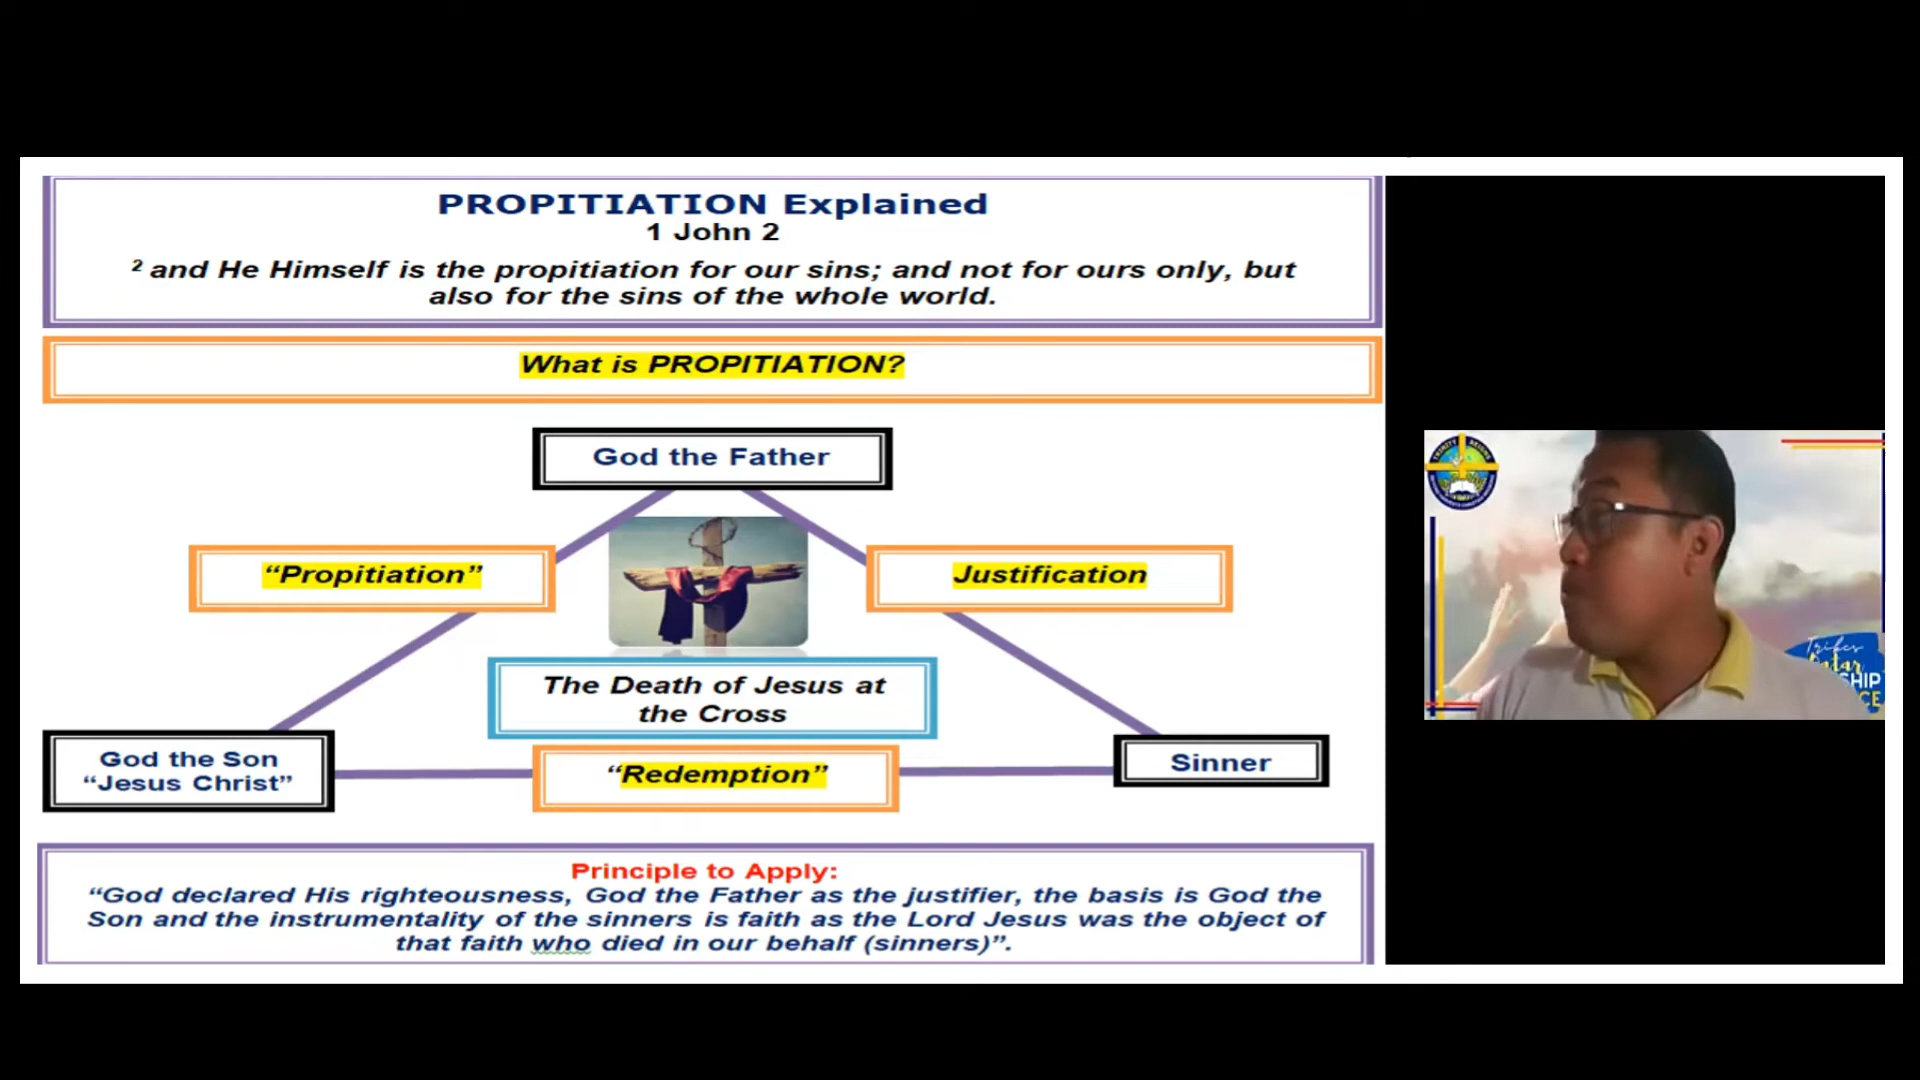 PROPITIATION Explained
1 John 2
2 and He Himself is the propitiation for our sins; and not for ours only, but
also for the sins of the whole world.
What is PROPITIATION?
God the Father
“Propitiation”
Justification
The Death of Jesus at
the Cross
God the Son
“Jesus Christ”
“Redemption”
Sinner
Principle to Apply:
“God declared His righteousness, God the Father as the justifier, the basis is God the
Son and the instrumentality of the sinners is faith as the Lord Jesus was the object of
that faith who died in our behalf (sinners)”.
TRINITY
Tribes